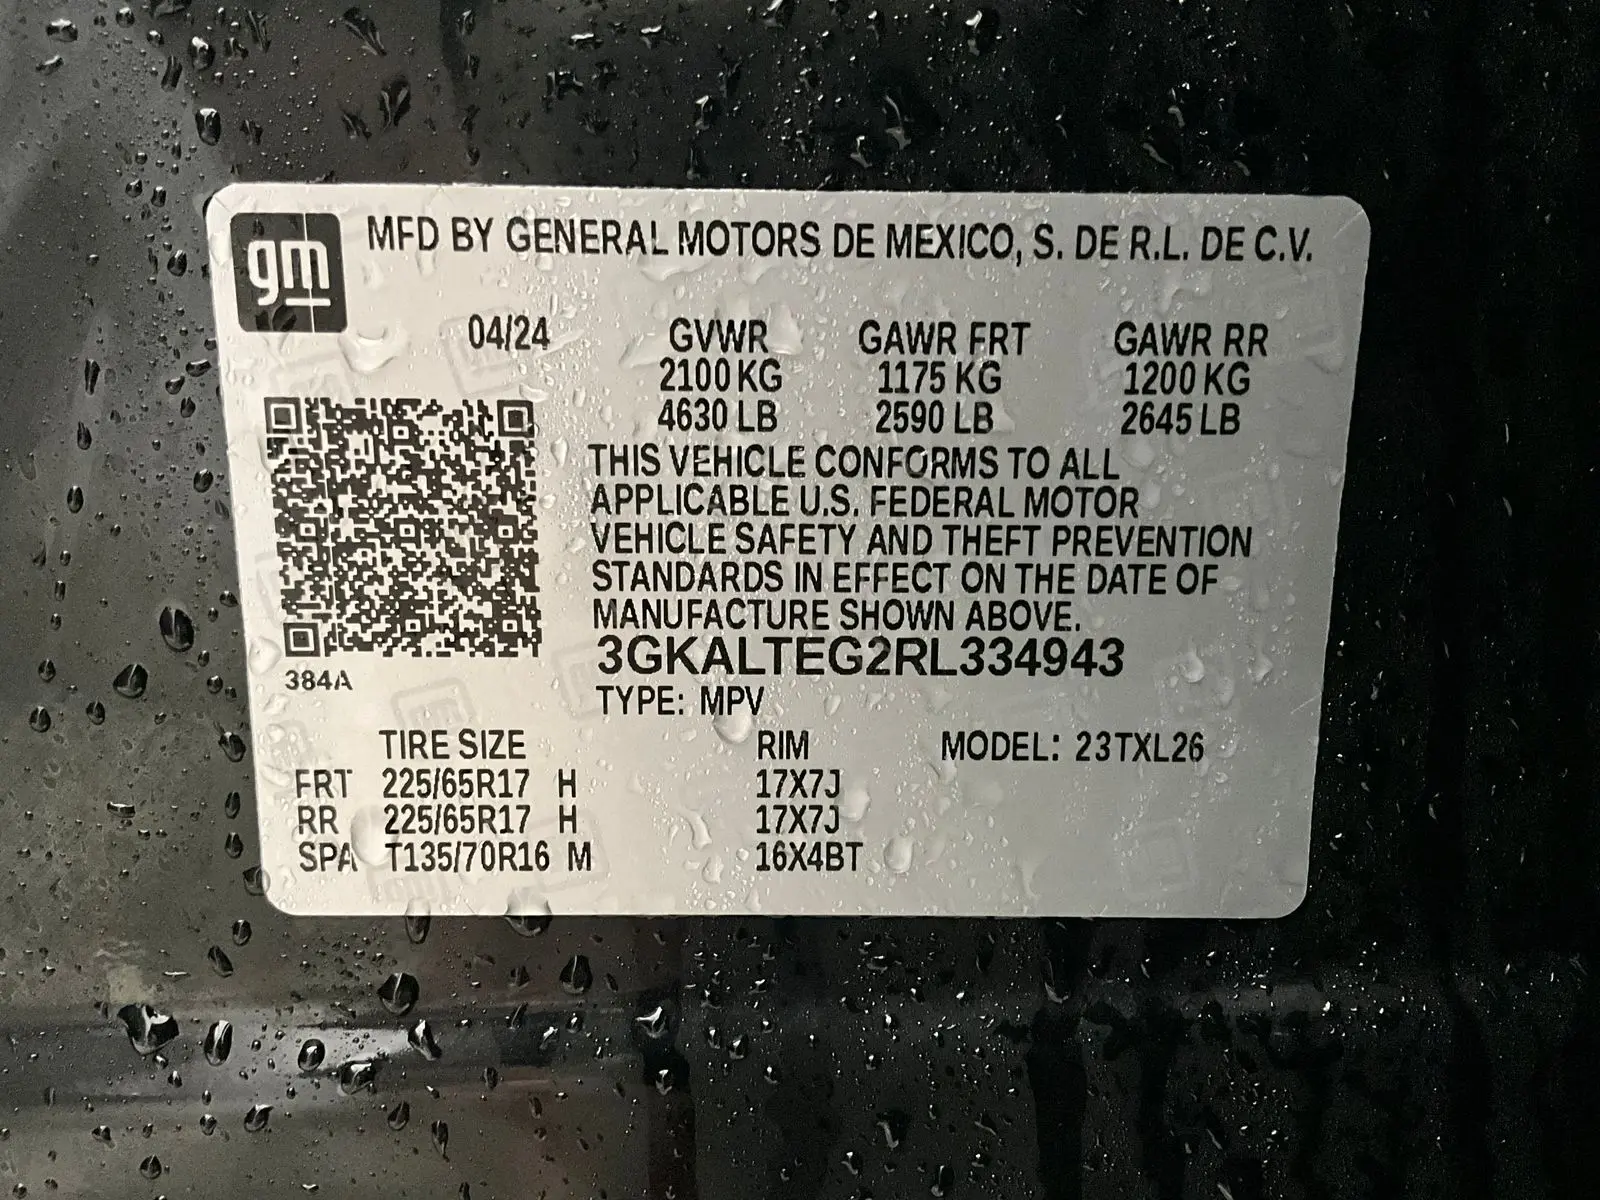 gm
MFD BY GENERAL MOTORS DE MEXICO, S. DE R.L. DE C.V.
04/24 GVWR GAWR FRT GAWR RR
2100 KG 1175 KG 1200 KG
4630 LB 2590 LB 2645 LB
THIS VEHICLE CONFORMS TO ALL
APPLICABLE U.S. FEDERAL MOTOR
VEHICLE SAFETY AND THEFT PREVENTION
STANDARDS IN EFFECT ON THE DATE OF
MANUFACTURE SHOWN ABOVE.
3GKALTEG2RL334943
384A
TYPE: MPV
TIRE SIZE RIM MODEL: 23TXL26
FRT 225/65R17 H 17X7J
RR 225/65R17 H 17X7J
SPA T135/70R16 M 16X4BT